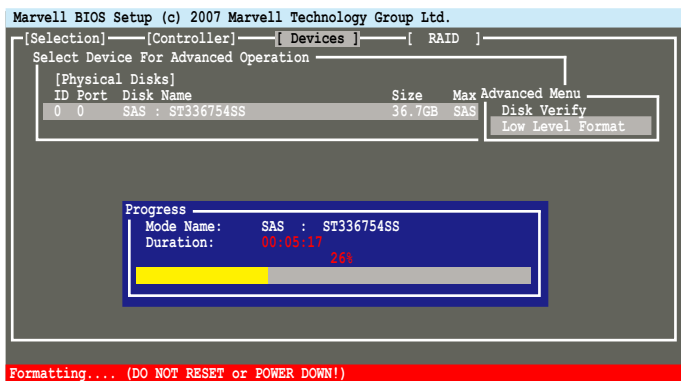 Marvell BIOS Setup (c) 2007 Marvell Technology Group Ltd.
[Selection] [Controller] [ Devices ] [ RAID ]
Select Device For Advanced Operation
[Physical Disks]
ID Port Disk Name Size Max
0 0 SAS : ST336754SS 36.7GB SAS
Advanced Menu
Disk Verify
Low Level Format
Progress
Mode Name: SAS : ST336754SS
Duration: 00:05:17
26%
Formatting.... (DO NOT RESET or POWER DOWN!)